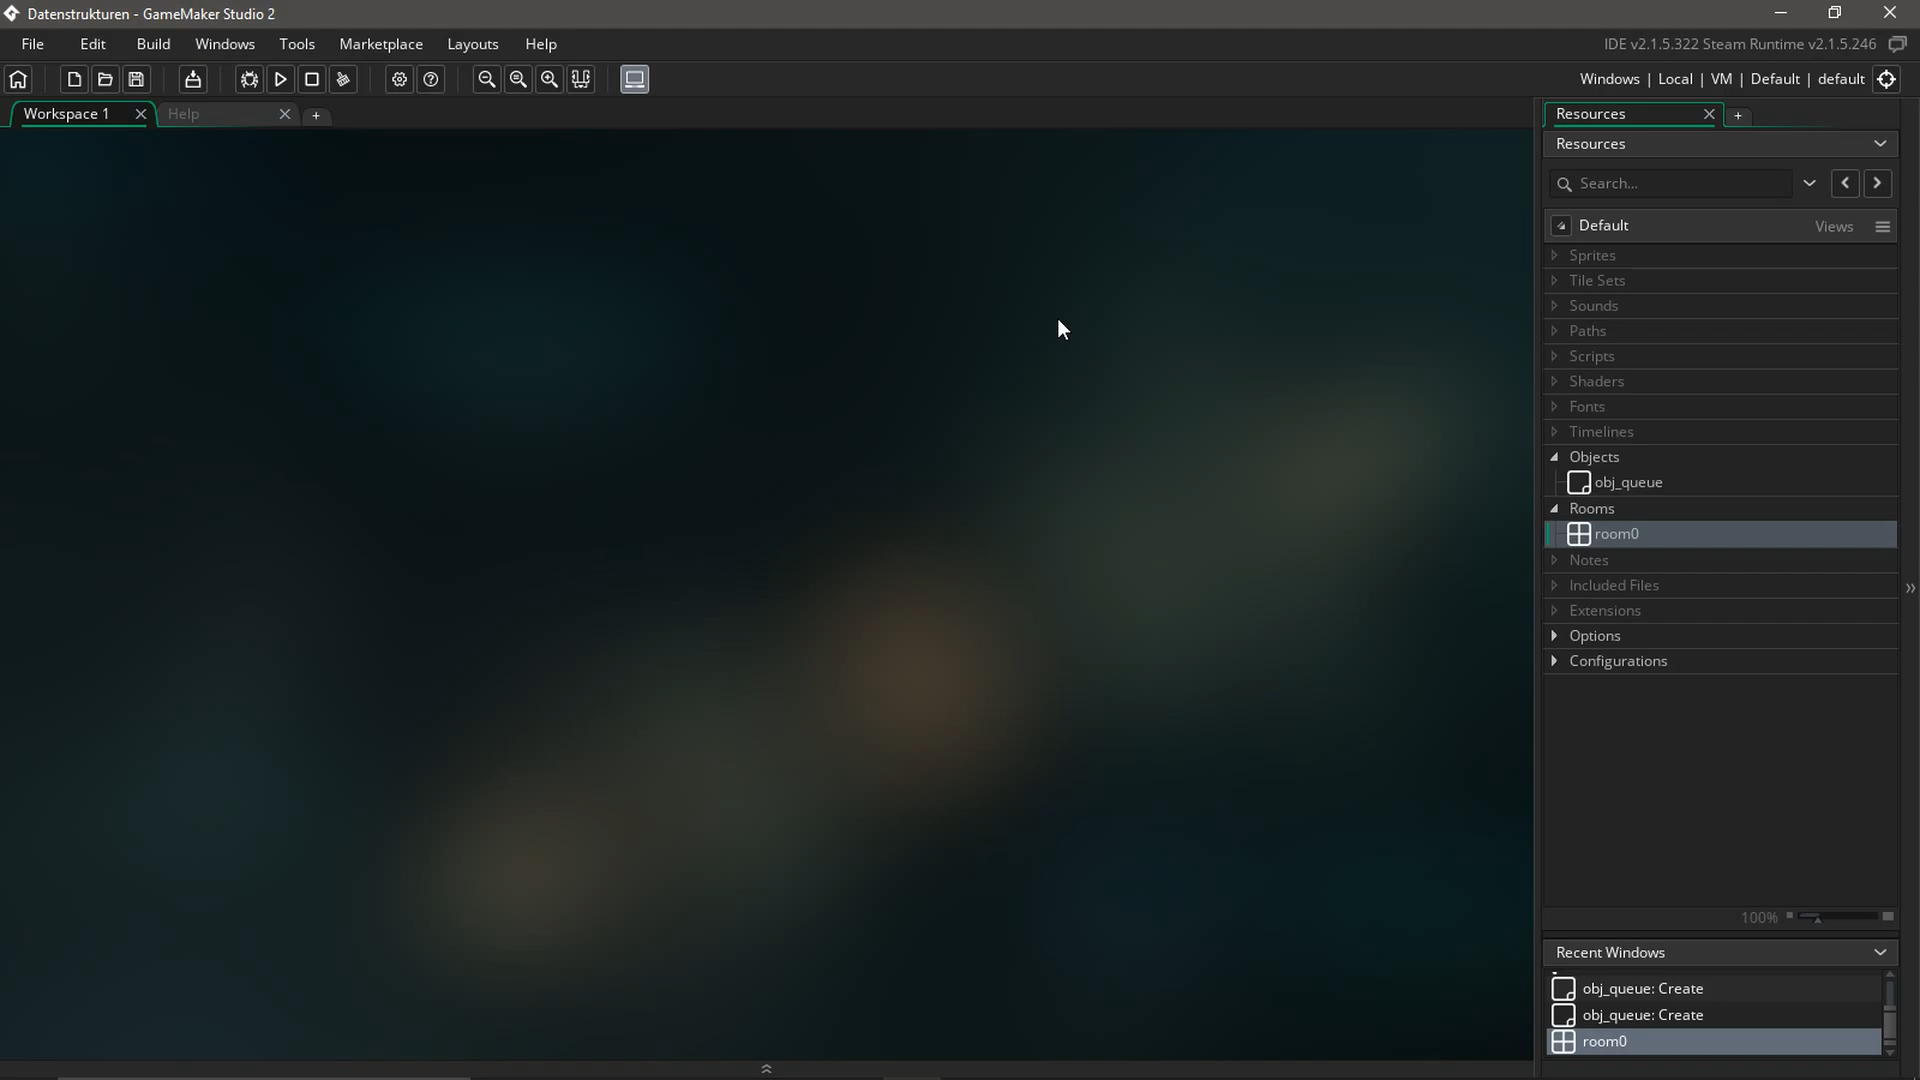 Datenstrukturen - GameMaker Studio 2
File Edit Build Windows Tools Marketplace Layouts Help
IDE v2.1.5.322 Steam Runtime v2.1.5.246
Windows | Local | VM | Default | default
Workspace 1
Help
Resources
Resources
Search...
Default Views
Sprites
Tile Sets
Sounds
Paths
Scripts
Shaders
Fonts
Timelines
Objects
obj_queue
Rooms
room0
Notes
Included Files
Extensions
Options
Configurations
100%
Recent Windows
obj_queue: Create
obj_queue: Create
room0